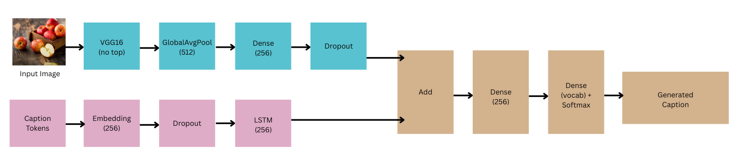 Input Image
VGG16
(no top)
GlobalAvgPool
(512)
Dense
(256)
Dropout
Caption
Tokens
Embedding
(256)
Dropout
LSTM
(256)
Add
Dense
(256)
Dense
(vocab) +
Softmax
Generated
Caption